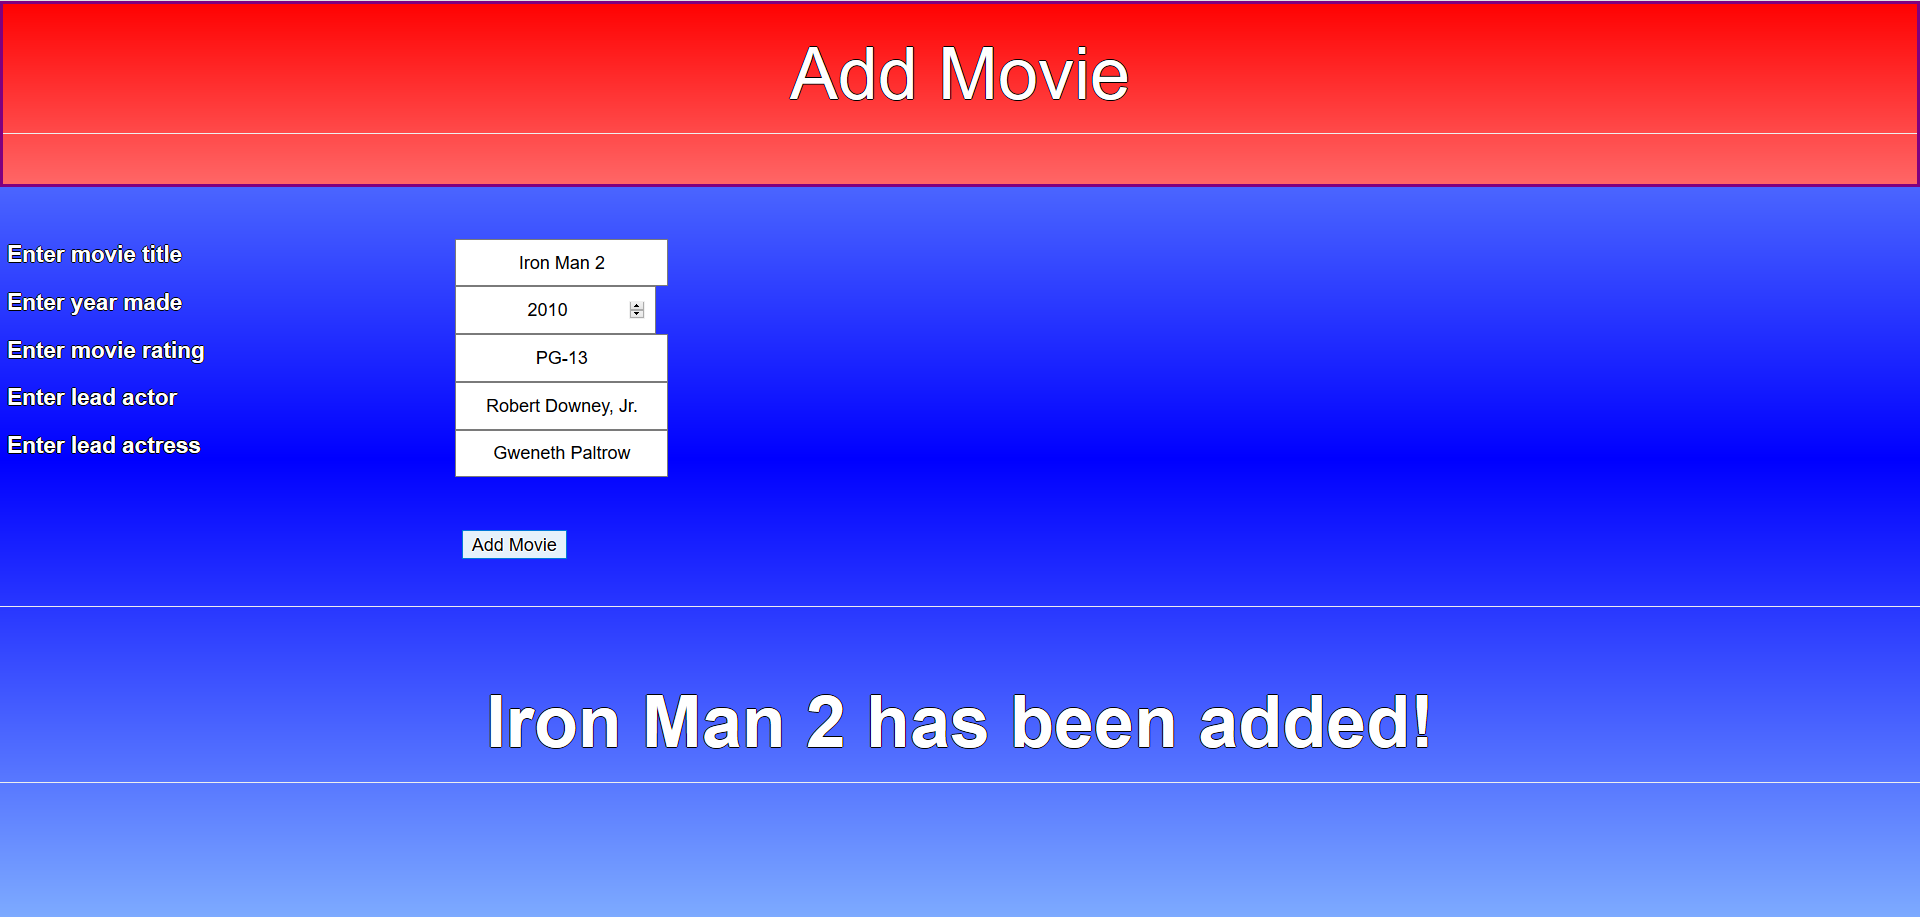 Add Movie
Enter movie title
Iron Man 2
Enter year made
2010
Enter movie rating
PG-13
Enter lead actor
Robert Downey, Jr.
Enter lead actress
Gweneth Paltrow
Add Movie
Iron Man 2 has been added!